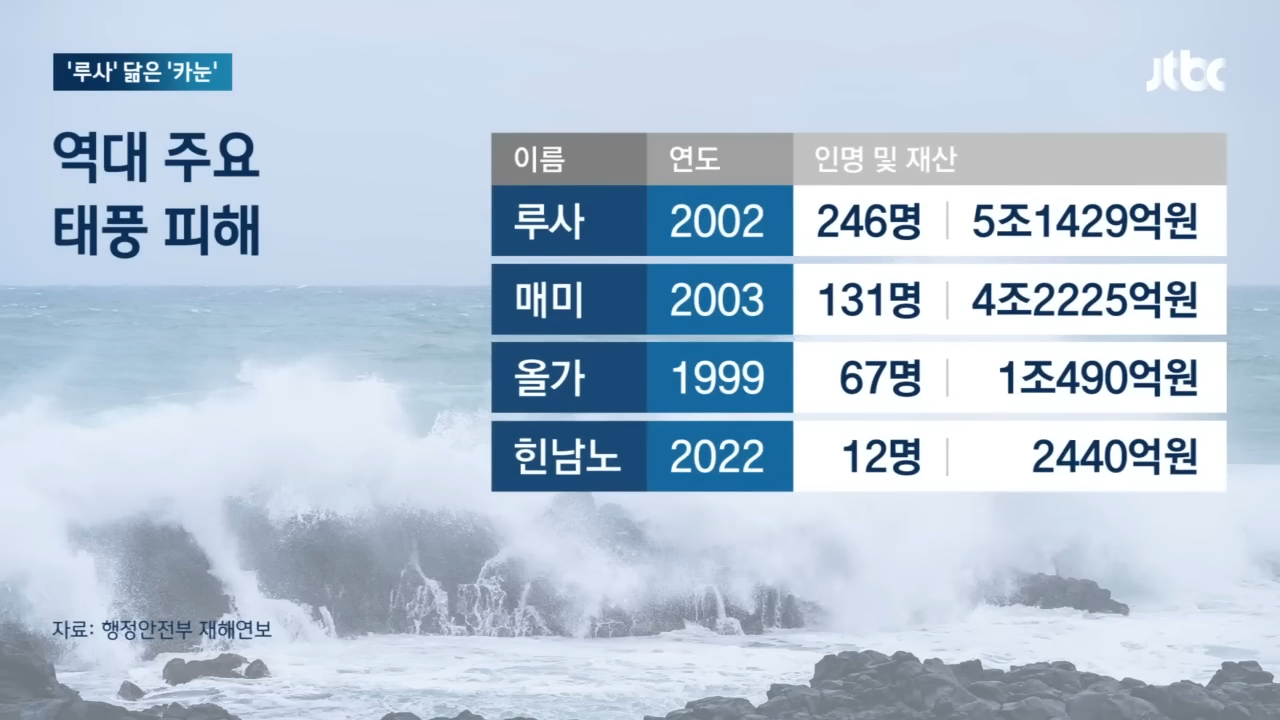 '루사' 닮은 '카눈'
jtbc
역대 주요
태풍 피해
이름 연도 인명 및 재산
루사 2002 246명 5조1429억원
매미 2003 131명 4조2225억원
올가 1999 67명 1조490억원
힌남노 2022 12명 2440억원
자료: 행정안전부 재해연보